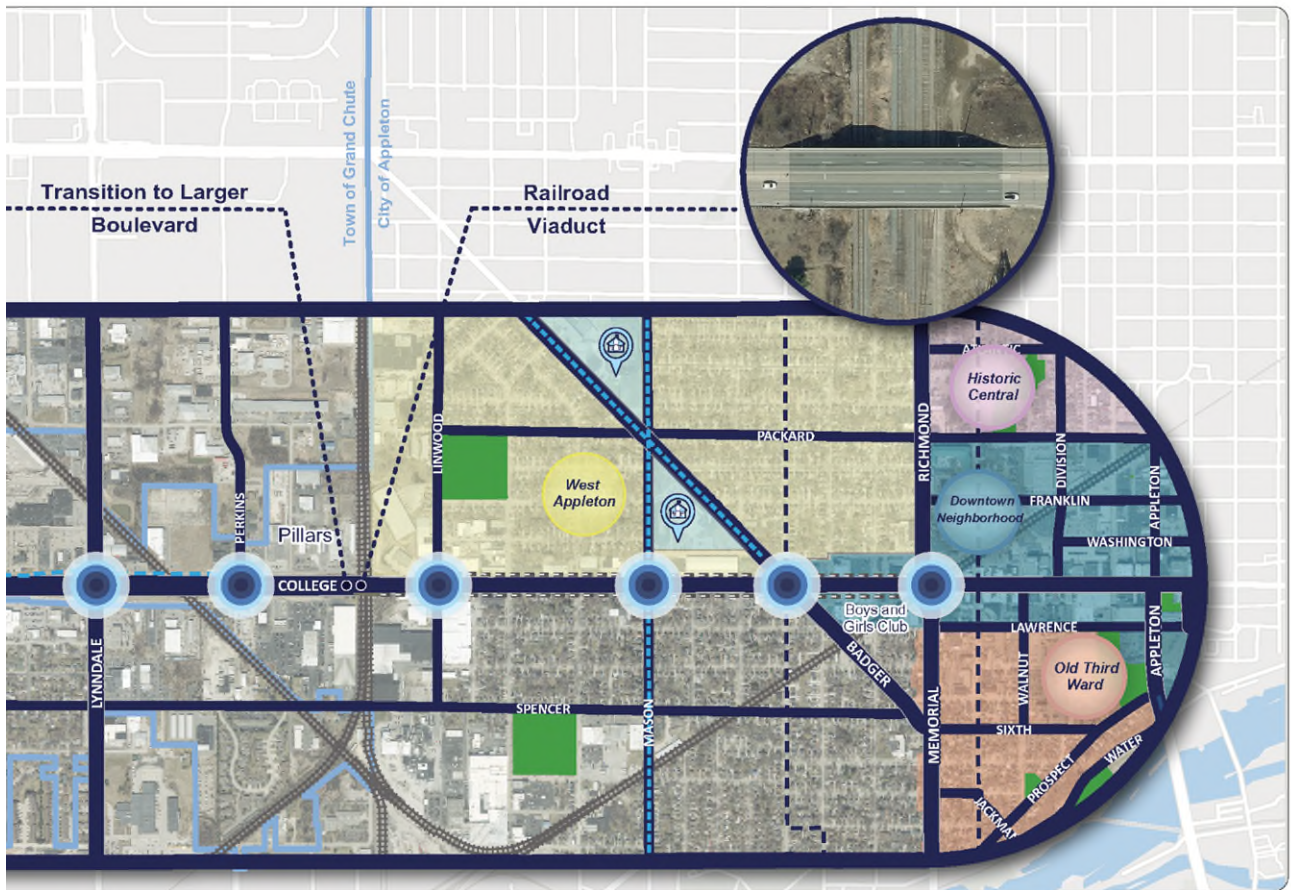 Transition to Larger
Boulevard
Town of Grand Chute
City of Appleton
Railroad
Viaduct
LINWOOD
PERKINS
Pillars
COLLEGE
LYNNDALE
West
Appleton
PACKARD
RICHMOND
Historic
Central
DIVISION
APPLETON
Downtown
Neighborhood
FRANKLIN
WASHINGTON
Boys and
Girls Club
BADGER
LAWRENCE
WALNUT
Old Third
Ward
APPLETON
SPENCER
MASON
MEMORIAL
SIXTH
PROSPECT
WATER